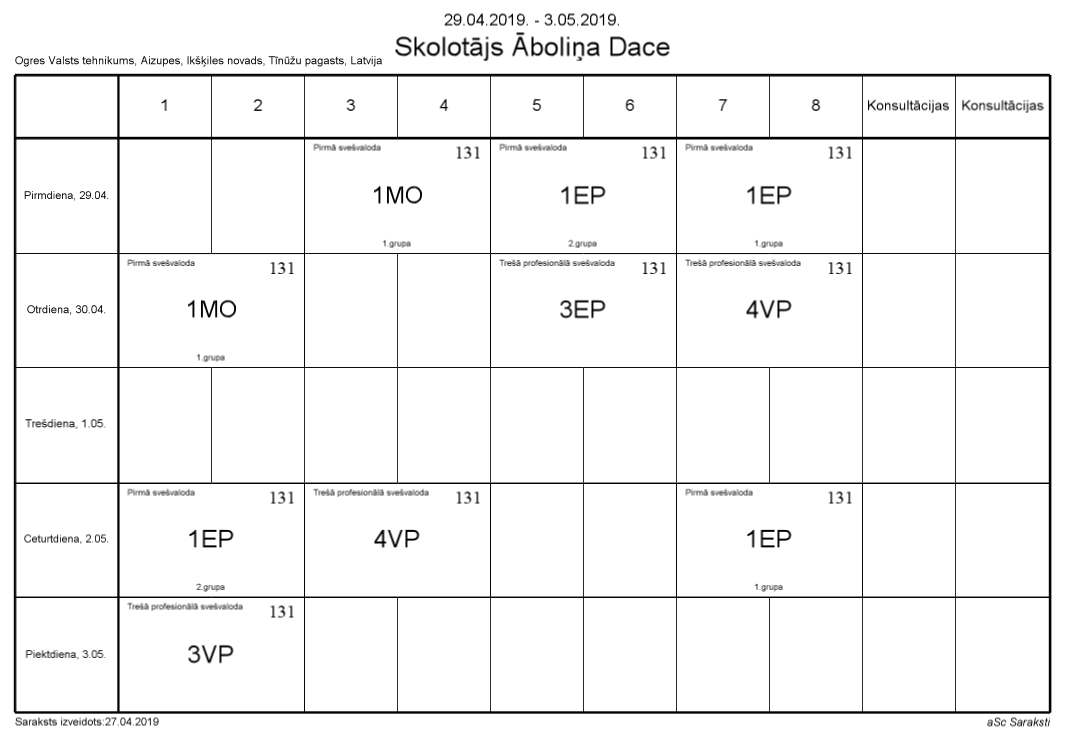 29.04.2019. - 3.05.2019.
Skolotājs Āboliņa Dace
Ogres Valsts tehnikums, Aizupes, Ikšķiles novads, Tīnūžu pagasts, Latvija
1 2 3 4 5 6 7 8 Konsultācijas Konsultācijas
Pirmā svešvaloda 131 Pirmā svešvaloda 131 Pirmā svešvaloda 131
Pirmdiena, 29.04. 1MO 1EP 1EP
1.grupa 2.grupa 1.grupa
Pirmā svešvaloda 131 Trešā profesionālā svešvaloda 131 Trešā profesionālā svešvaloda 131
Otrdiena, 30.04. 1MO 3EP 4VP
1.grupa
Trešdiena, 1.05.
Pirmā svešvaloda 131 Trešā profesionālā svešvaloda 131 Pirmā svešvaloda 131
Ceturtdiena, 2.05. 1EP 4VP 1EP
2.grupa 1.grupa
Trešā profesionālā svešvaloda 131
Piektdiena, 3.05. 3VP
Saraksts izveidots:27.04.2019 aSc Saraksti